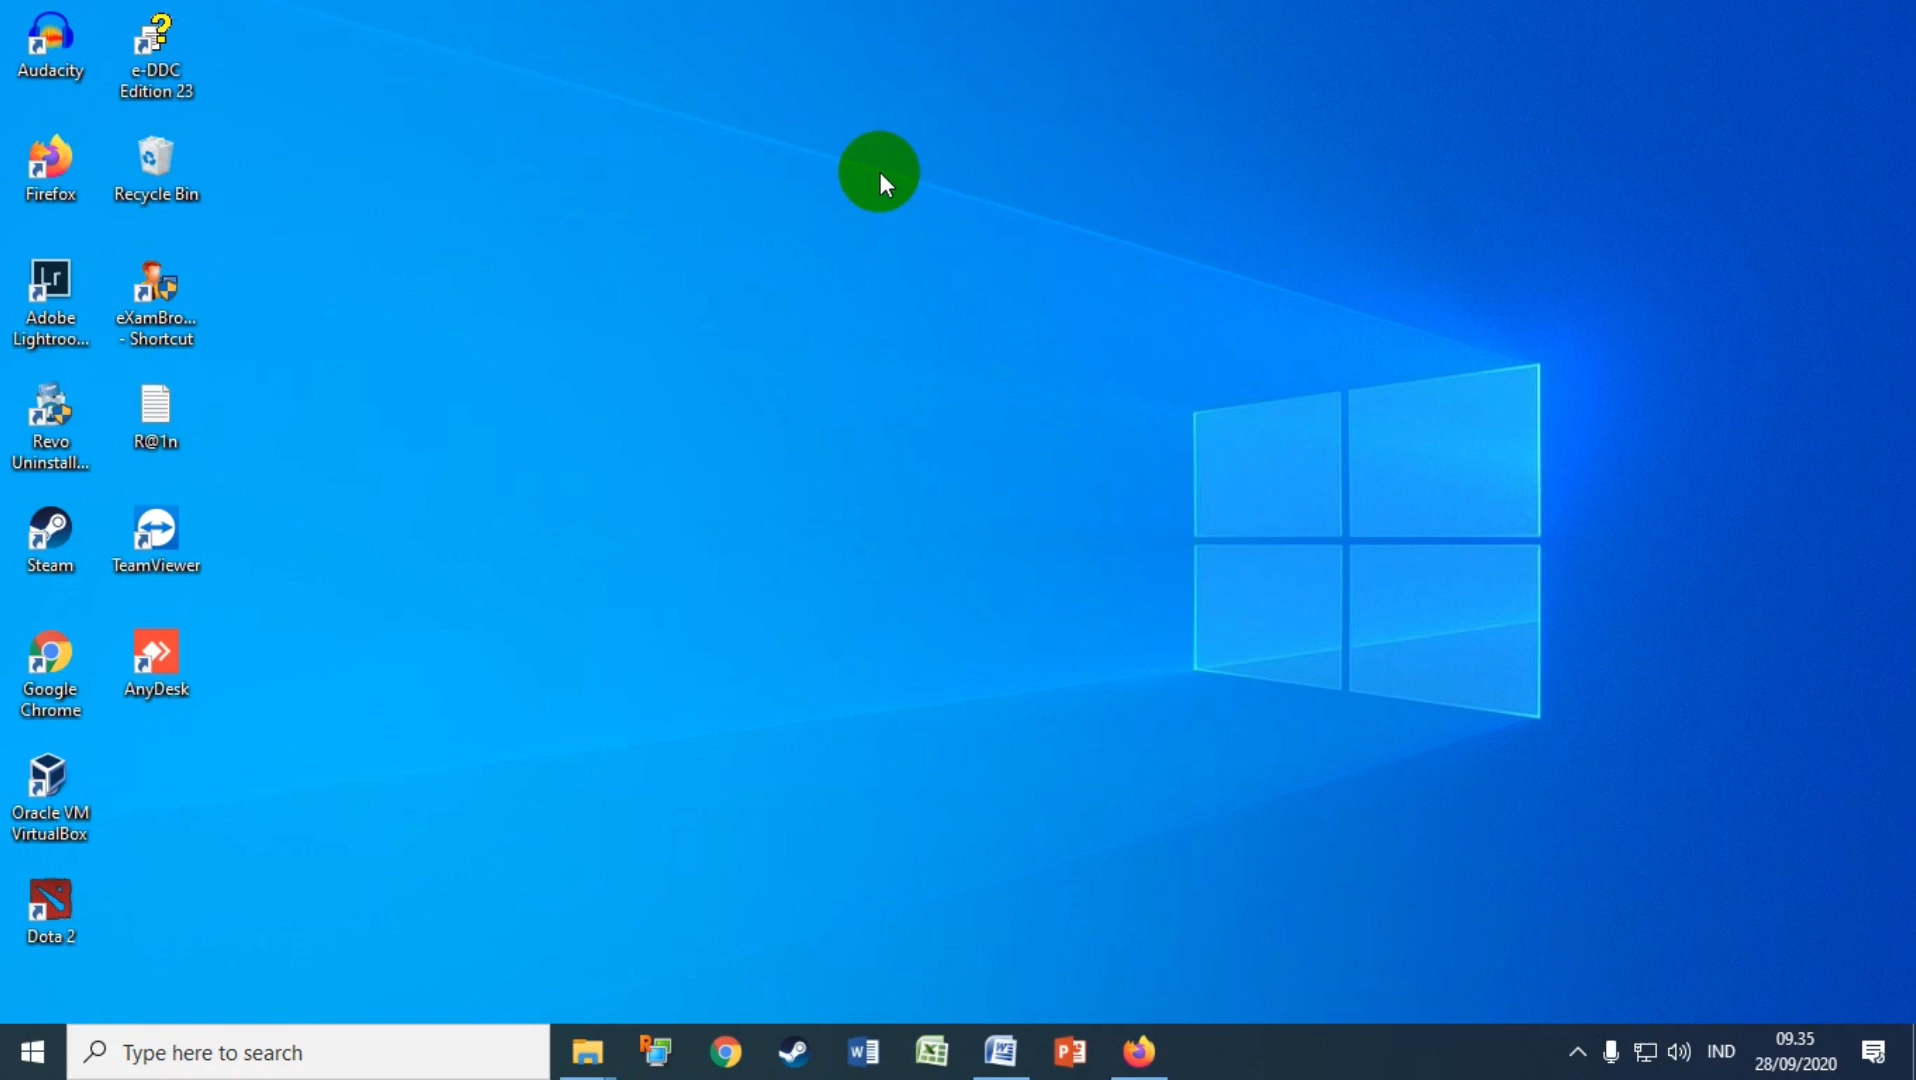 Audacity
e-DDC
Edition 23
Firefox
Recycle Bin
Adobe
Lightroo...
eXamBro...
- Shortcut
Revo
Uninstall...
R@1n
Steam
TeamViewer
Google
Chrome
AnyDesk
Oracle VM
VirtualBox
Dota 2
Type here to search
IND
09.35
28/09/2020